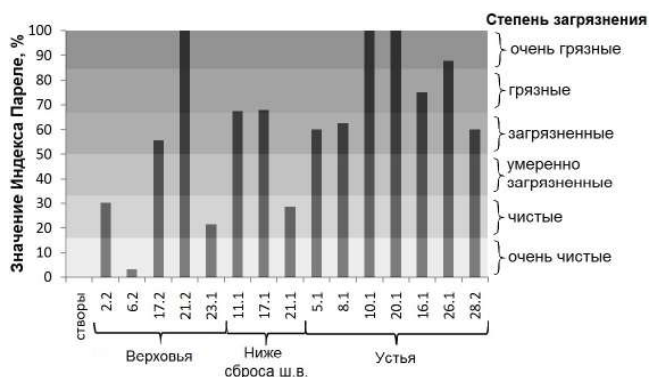 Степень загрязнения
Значение Индекса Пареле, %
100
90
80
70
60
50
40
30
20
10
0
очень грязные
грязные
загрязненные
умеренно
загрязненные
чистые
очень чистые
створы
2.2
6.2
17.2
21.2
23.1
11.1
17.1
21.1
5.1
8.1
10.1
20.1
16.1
26.1
28.2
Верховья
Ниже
сброса ш.в.
Устья